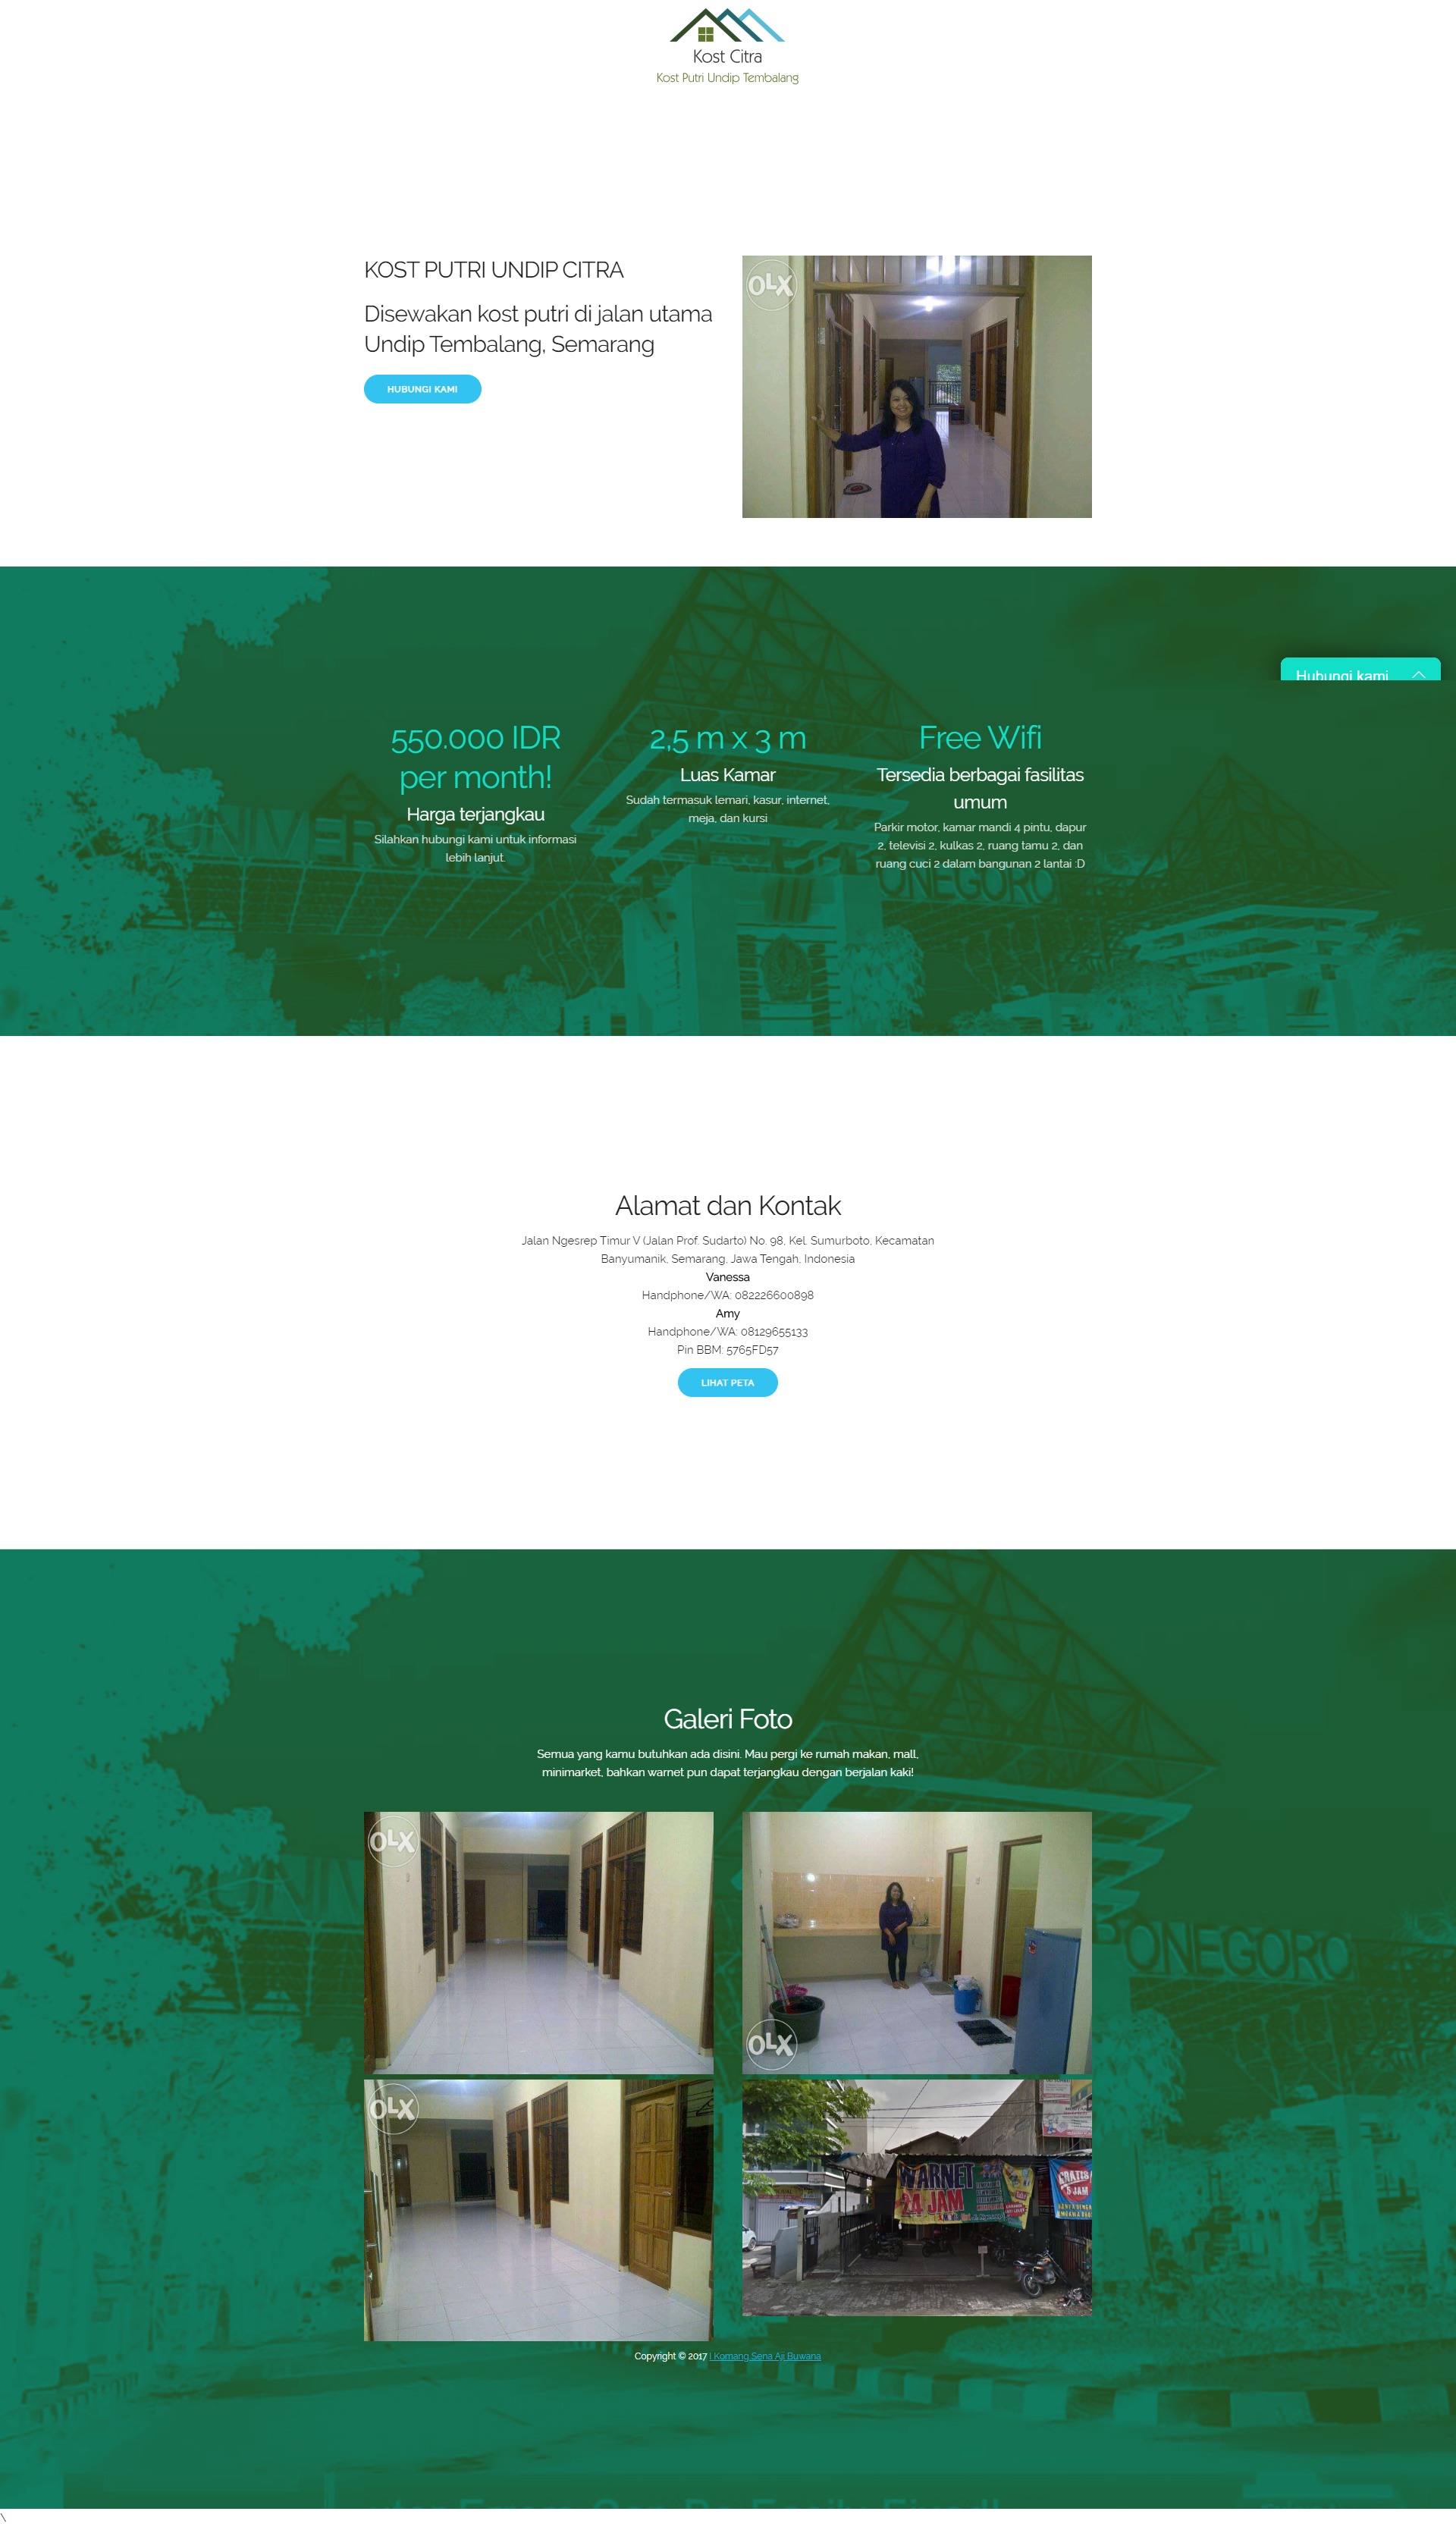 Kost Citra
Kost Putri Undip Tembalang
KOST PUTRI UNDIP CITRA
Disewakan kost putri di jalan utama
Undip Tembalang, Semarang
HUBUNGI KAMI
OLX
Hubungi kami
550.000 IDR
per month!
Harga terjangkau
Silahkan hubungi kami untuk informasi
lebih lanjut.
2,5 m x 3 m
Luas Kamar
Sudah termasuk lemari, kasur, internet,
meja, dan kursi
Free Wifi
Tersedia berbagai fasilitas
umum
Parkir motor, kamar mandi 4 pintu, dapur
2, televisi 2, kulkas 2, ruang tamu 2, dan
ruang cuci 2 dalam bangunan 2 lantai :D
ONEGORO
Alamat dan Kontak
Jalan Ngesrep Timur V (Jalan Prof. Sudarto) No. 98, Kel. Sumurboto, Kecamatan
Banyumanik, Semarang, Jawa Tengah, Indonesia
Vanessa
Handphone/WA: 082226600898
Amy
Handphone/WA: 08129655133
Pin BBM: 5765FD57
LIHAT PETA
Galeri Foto
Semua yang kamu butuhkan ada disini. Mau pergi ke rumah makan, mall,
minimarket, bahkan warnet pun dapat terjangkau dengan berjalan kaki!
OLX
OLX
PONEGORO
OLX
WARNET
24 JAM
GRATIS
5 JAM
Copyright © 2017 I Komang Sena Aji Buwana
\